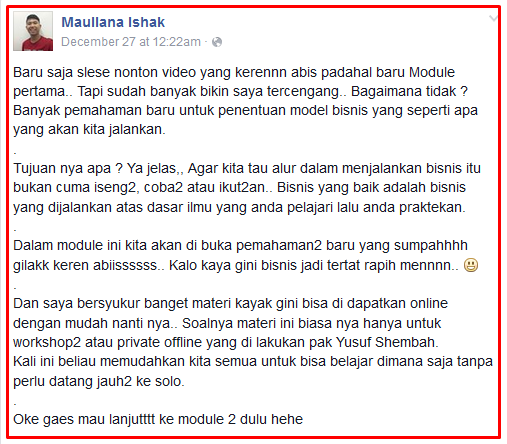 Maullana Ishak
December 27 at 12:22am ·
Baru saja slese nonton video yang kerennn abis padahal baru Module
pertama.. Tapi sudah banyak bikin saya tercengang.. Bagaimana tidak ?
Banyak pemahaman baru untuk penentuan model bisnis yang seperti apa
yang akan kita jalankan.
.
Tujuan nya apa ? Ya jelas,, Agar kita tau alur dalam menjalankan bisnis itu
bukan cuma iseng2, coba2 atau ikut2an.. Bisnis yang baik adalah bisnis
yang dijalankan atas dasar ilmu yang anda pelajari lalu anda praktekan.
.
Dalam module ini kita akan di buka pemahaman2 baru yang sumpahhhh
gilakk keren abiissssss.. Kalo kaya gini bisnis jadi tertat rapih mennnn.. 😃
.
Dan saya bersyukur banget materi kayak gini bisa di dapatkan online
dengan mudah nanti nya.. Soalnya materi ini biasa nya hanya untuk
workshop2 atau private offline yang di lakukan pak Yusuf Shembah.
Kali ini beliau memudahkan kita semua untuk bisa belajar dimana saja tanpa
perlu datang jauh2 ke solo.
.
Oke gaes mau lanjutttt ke module 2 dulu hehe